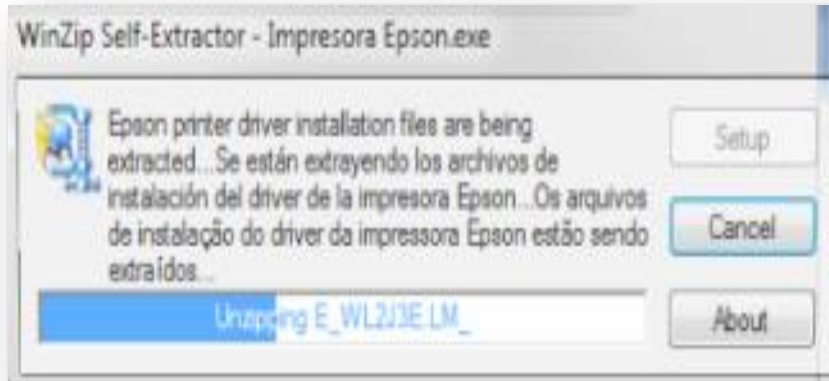 WinZip Self-Extractor - Impresora Epson.exe
Epson printer driver installation files are being
extracted...Se están extrayendo los archivos de
instalación del driver de la impresora Epson...Os arquivos
de instalação do driver da impressora Epson estão sendo
extraídos...
Setup
Cancel
Unzipping E_WL2J3E.LM_
About